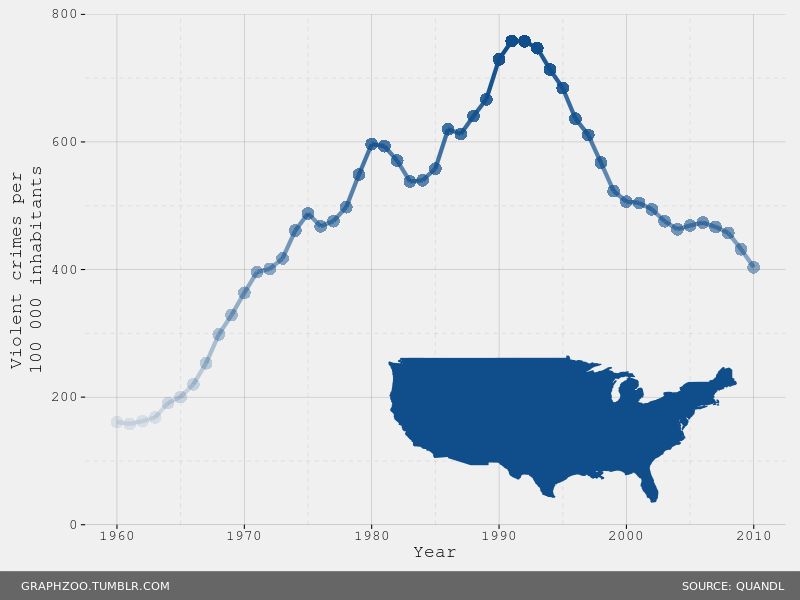 800
600
400
200
0
Violent crimes per
100 000 inhabitants
1960 1970 1980 1990 2000 2010
Year
GRAPHZOO.TUMBLR.COM SOURCE: QUANDL